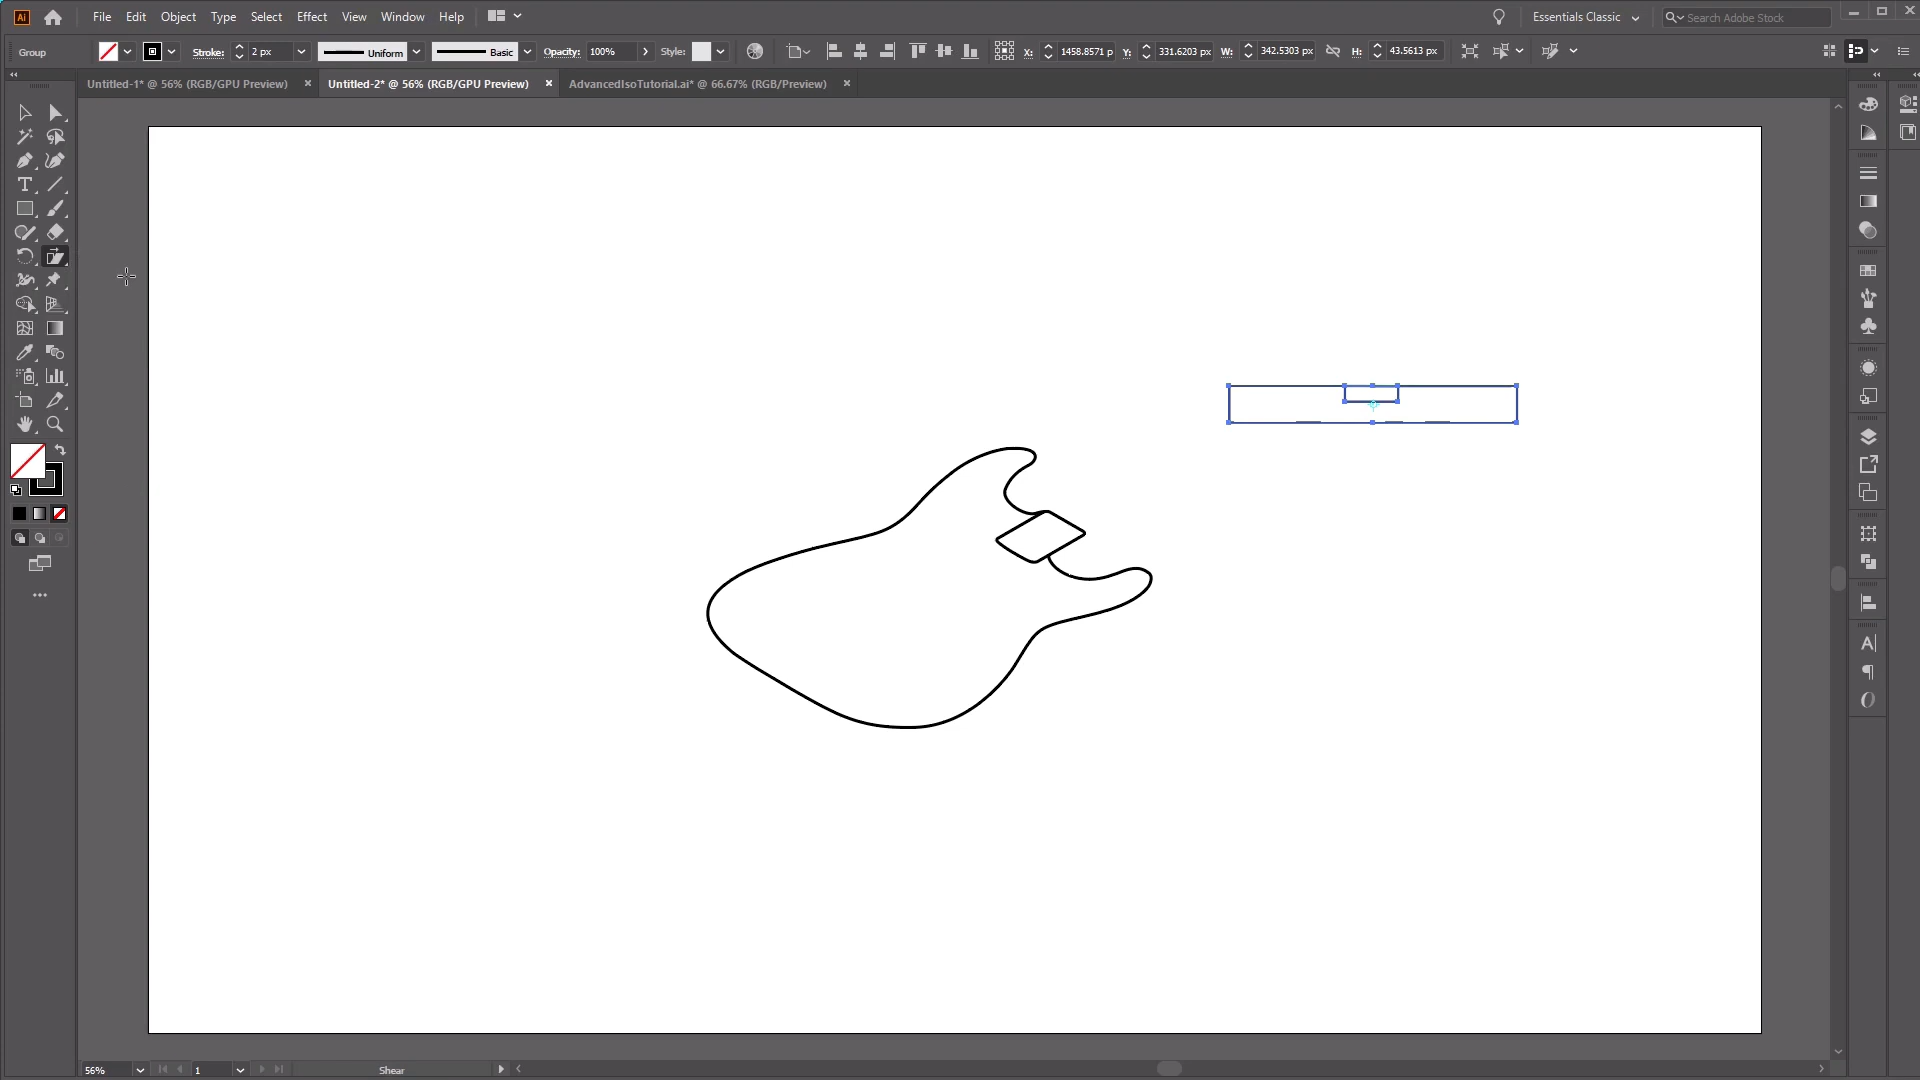 Ai File Edit Object Type Select Effect View Window Help Essentials Classic Search Adobe Stock
Group Stroke: 2 px Uniform Basic Opacity: 100% Style: X: 1458.8571 p Y: 331.6203 px W: 342.5303 px H: 43.5613 px
Untitled-1* @ 56% (RGB/GPU Preview) Untitled-2* @ 56% (RGB/GPU Preview) AdvancedIsoTutorial.ai* @ 66.67% (RGB/Preview)
56% 1 Shear